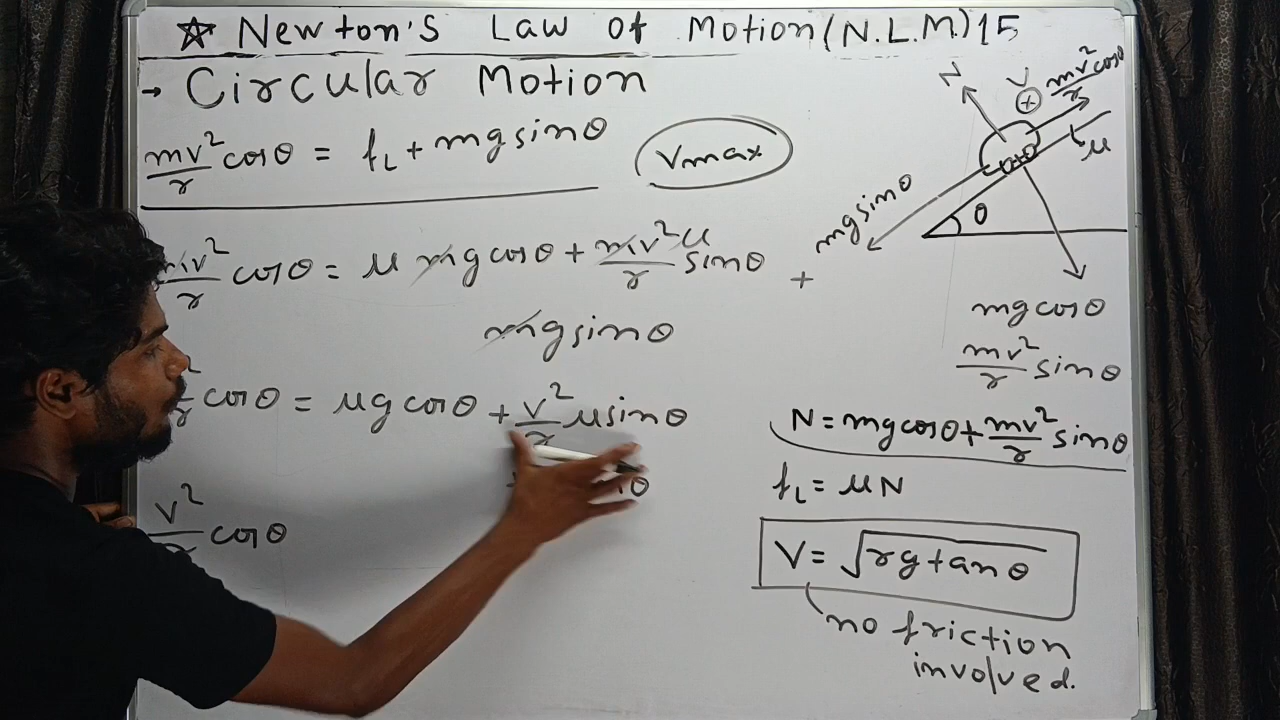 ☆ Newton's Law of Motion (N.L.M.) 15
→ Circular Motion
mv²/r cosθ = fL + mg sinθ
Vmax
mv²/r cosθ = μ mg cosθ + mv²μ/r sinθ +
mg sinθ
cosθ = μg cosθ + v²/r μ sinθ
v²/r cosθ
N
V
mv² cosθ/r
μ
mg sinθ
θ
mg cosθ
mv²/r sinθ
N = mg cosθ + mv²/r sinθ
fL = μN
V = √rg tanθ
no friction
involved.